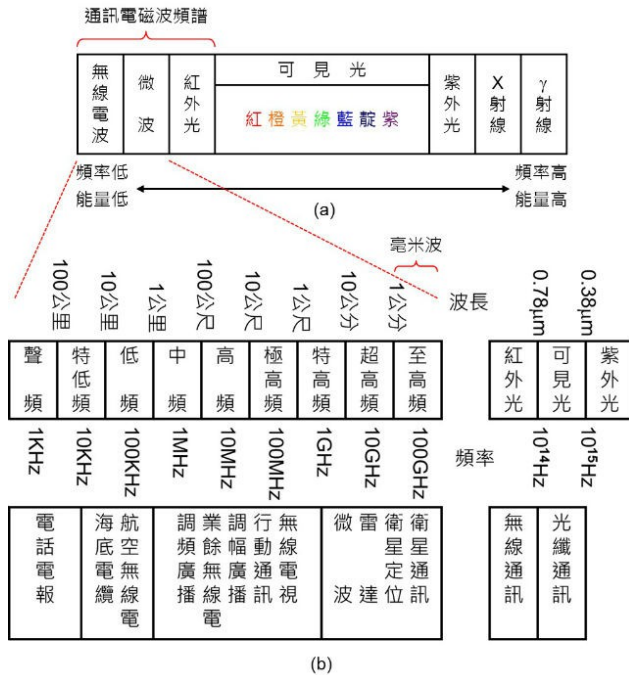 通訊電磁波頻譜
無線電波
微波
紅外光
可見光
紅橙黃綠藍靛紫
紫外光
X射線
γ射線
頻率低
能量低
頻率高
能量高
(a)
毫米波
100公里
10公里
1公里
100公尺
10公尺
1公尺
10公分
1公分
波長
0.78μm
0.38μm
聲頻
特低頻
低頻
中頻
高頻
極高頻
特高頻
超高頻
至高頻
紅外光
可見光
紫外光
1KHz
10KHz
100KHz
1MHz
10MHz
100MHz
1GHz
10GHz
100GHz
頻率
10¹⁴Hz
10¹⁵Hz
電話電報
海底電纜
航空無線電
調頻廣播
業餘無線電
調幅廣播
行動通訊
無線電視
微波
雷達
衛星定位
衛星通訊
無線通訊
光纖通訊
(b)